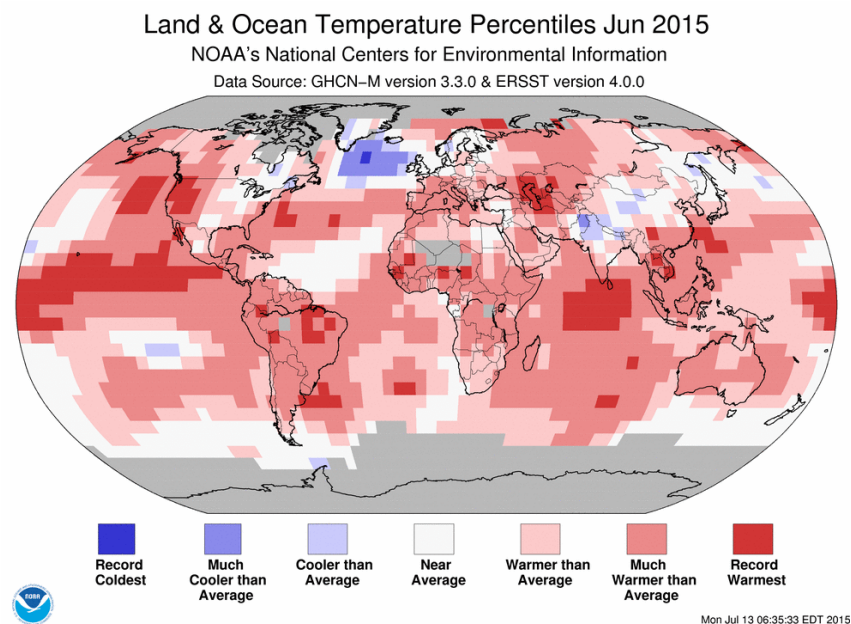 Land & Ocean Temperature Percentiles Jun 2015
NOAA's National Centers for Environmental Information
Data Source: GHCN−M version 3.3.0 & ERSST version 4.0.0
Record
Coldest
Much
Cooler than
Average
Cooler than
Average
Near
Average
Warmer than
Average
Much
Warmer than
Average
Record
Warmest
NOAA
Mon Jul 13 06:35:33 EDT 2015